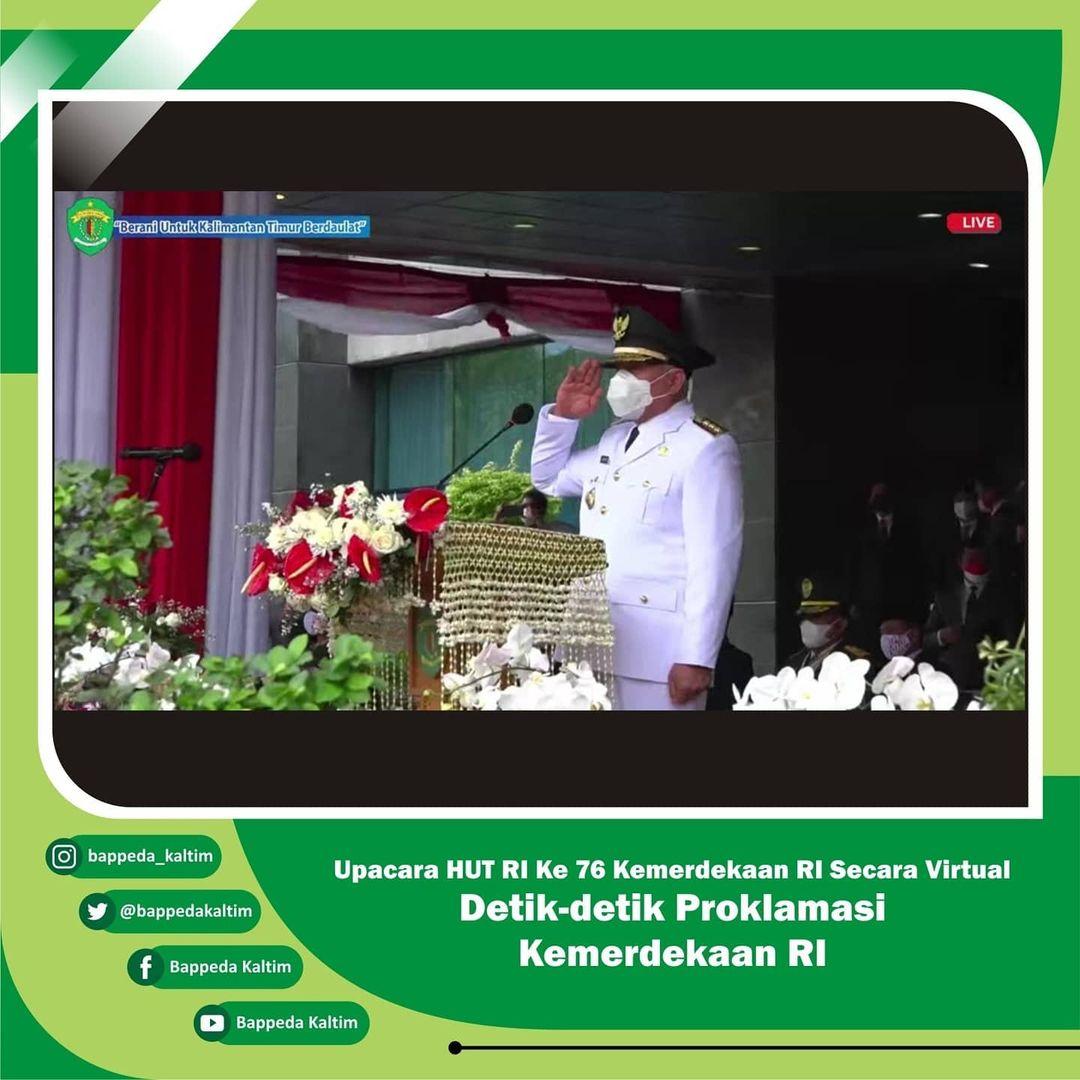 "Berani Untuk Kalimantan Timur Berdaulat"
LIVE
bappeda_kaltim
@bappedakaltim
Bappeda Kaltim
Bappeda Kaltim
Upacara HUT RI Ke 76 Kemerdekaan RI Secara Virtual
Detik-detik Proklamasi
Kemerdekaan RI